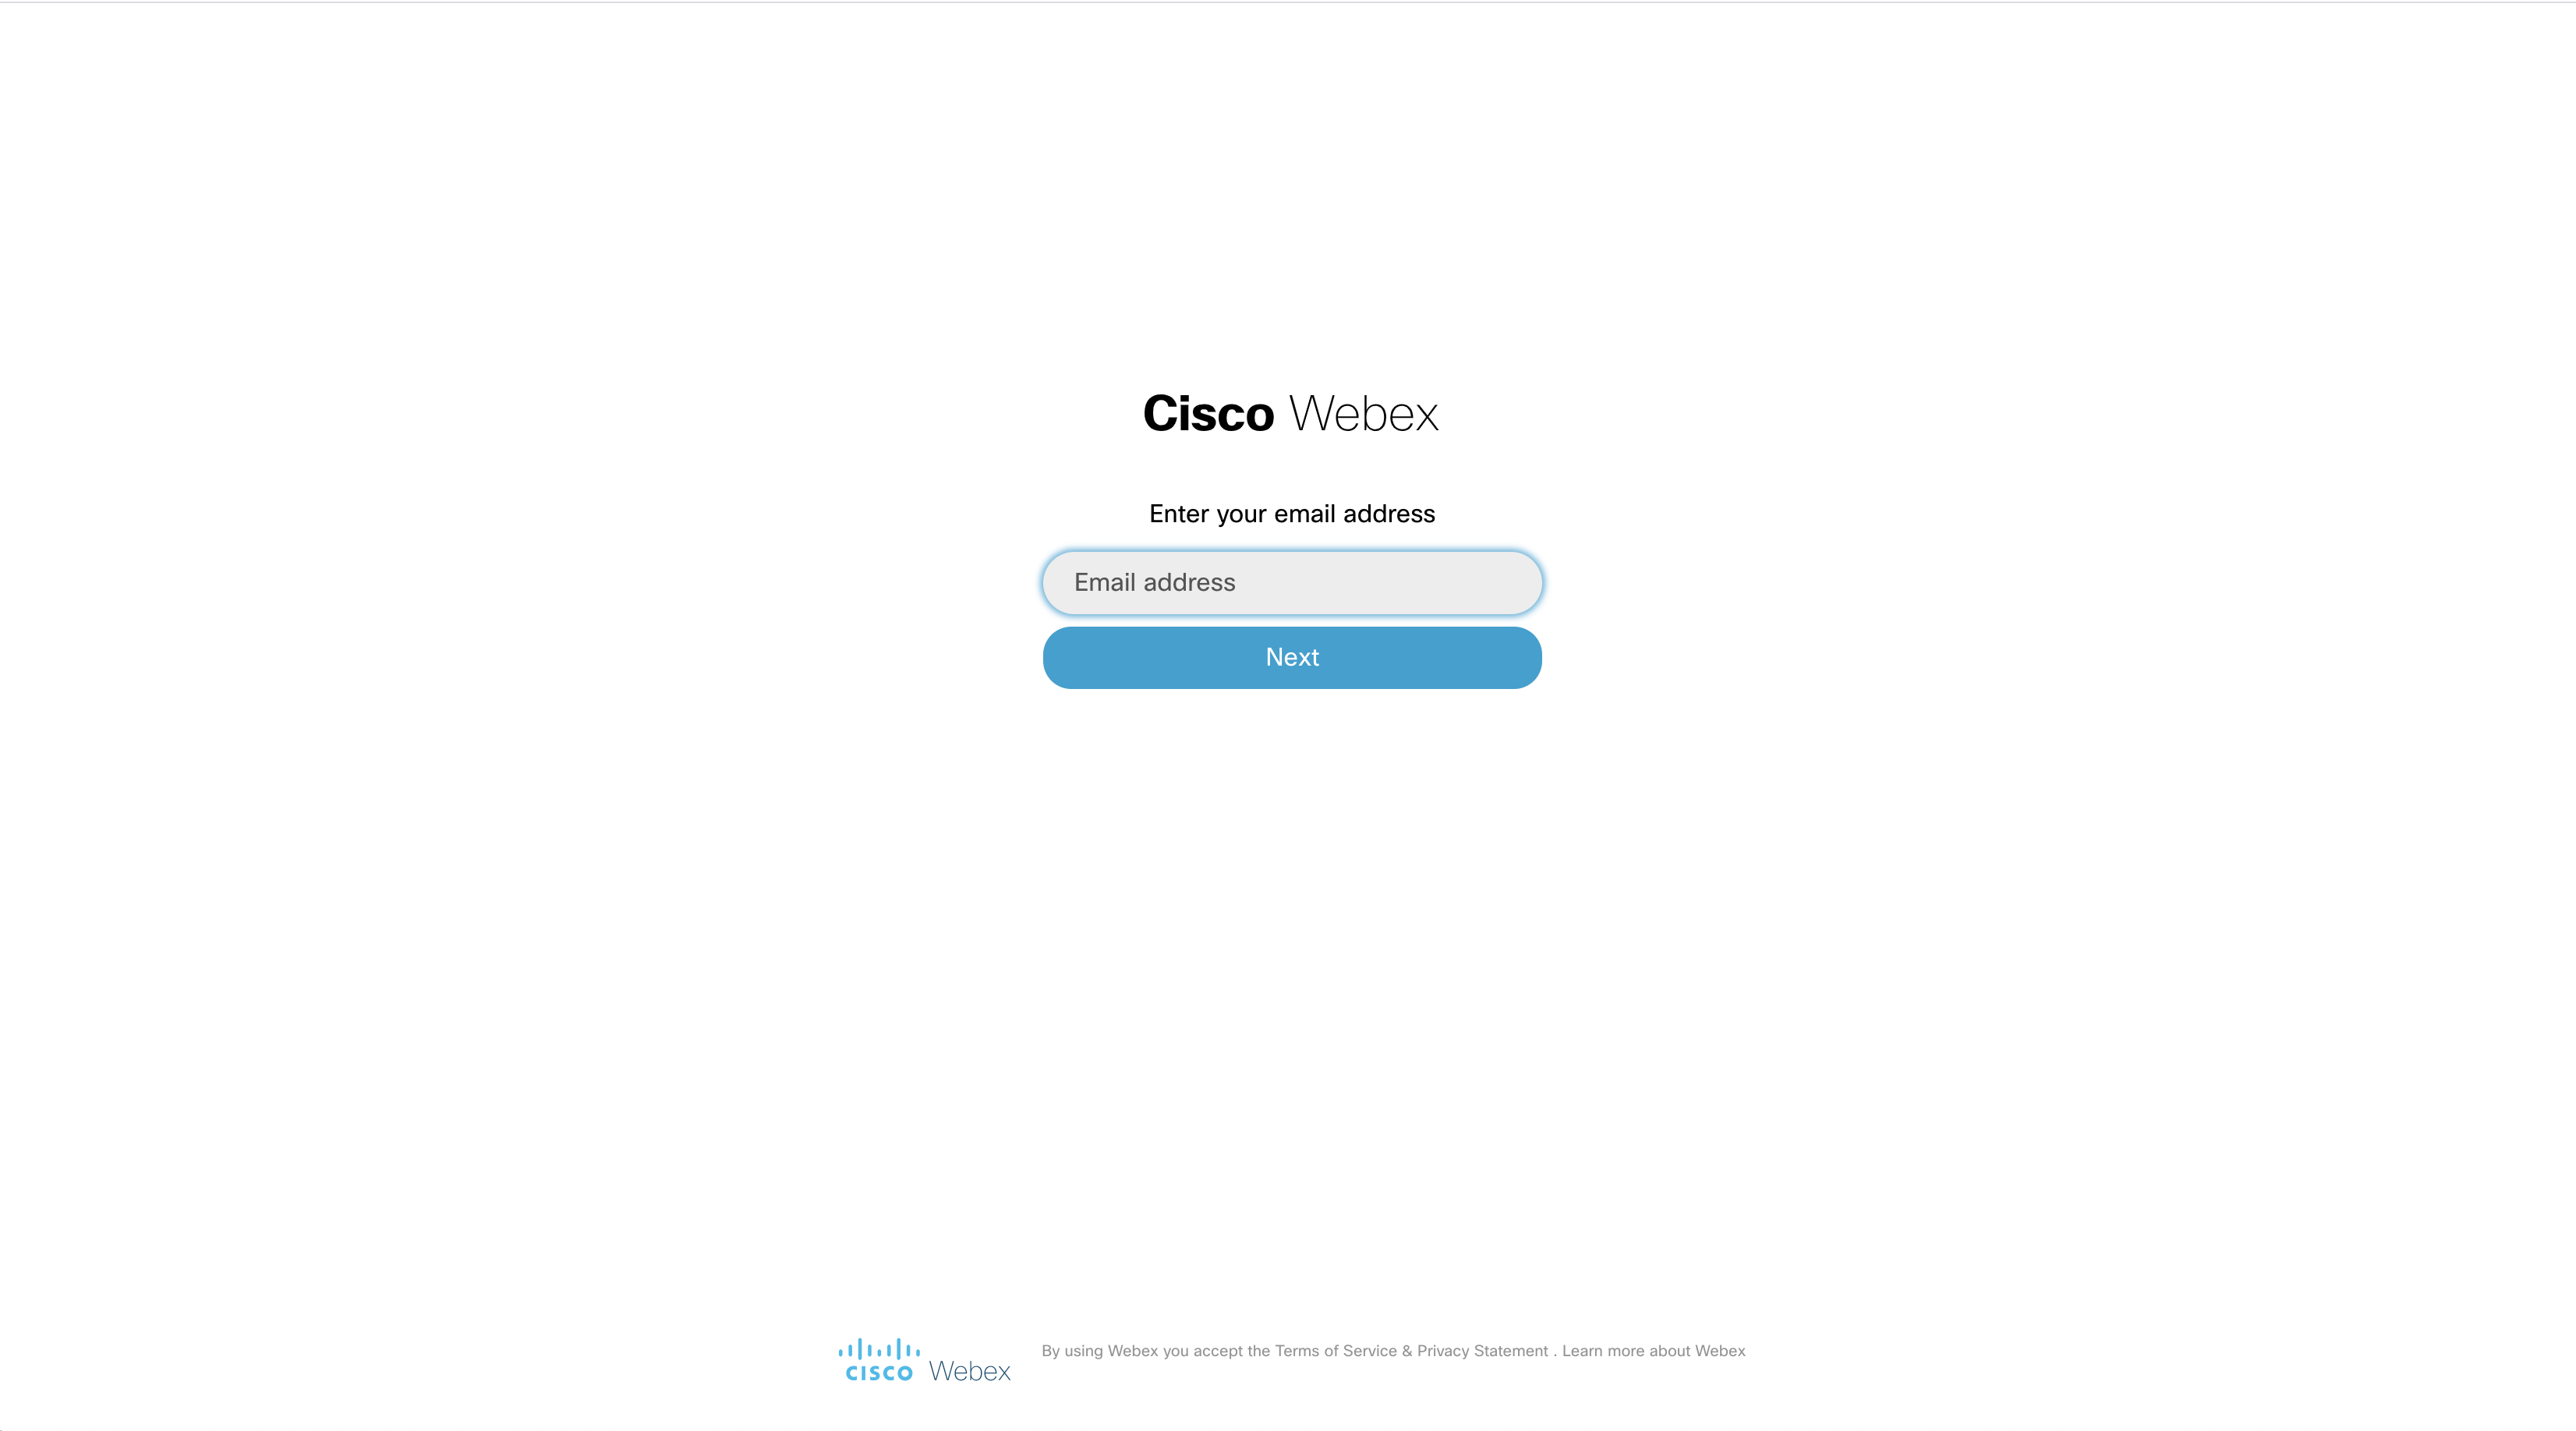 Cisco Webex
Enter your email address
Email address
Next
cisco Webex
By using Webex you accept the Terms of Service & Privacy Statement . Learn more about Webex